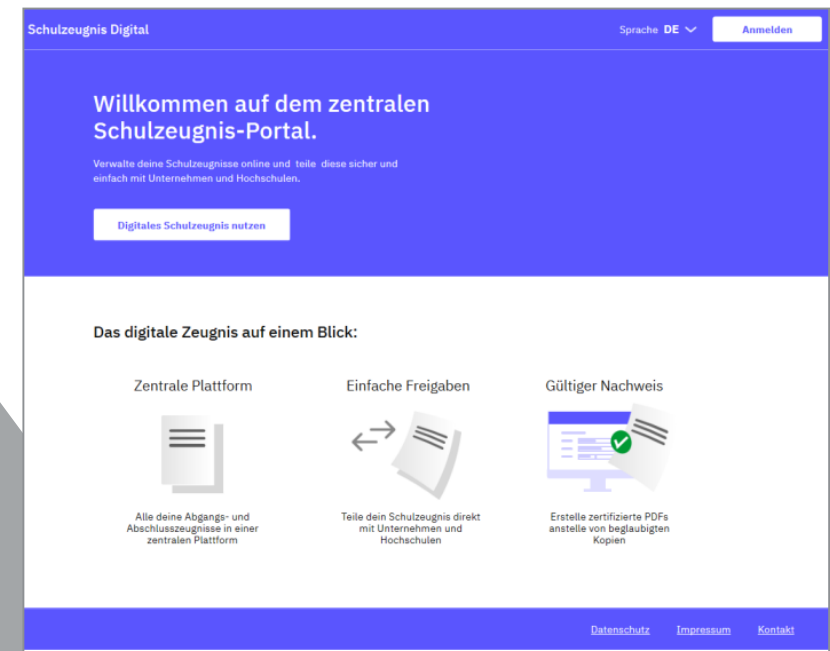 Schulzeugnis Digital
Sprache DE
Anmelden
Willkommen auf dem zentralen
Schulzeugnis-Portal.
Verwalte deine Schulzeugnisse online und teile diese sicher und
einfach mit Unternehmen und Hochschulen.
Digitales Schulzeugnis nutzen
Das digitale Zeugnis auf einem Blick:
Zentrale Plattform
Alle deine Abgangs- und
Abschlusszeugnisse in einer
zentralen Plattform
Einfache Freigaben
Teile dein Schulzeugnis direkt
mit Unternehmen und
Hochschulen
Gültiger Nachweis
Erstelle zertifizierte PDFs
anstelle von beglaubigten
Kopien
Datenschutz
Impressum
Kontakt